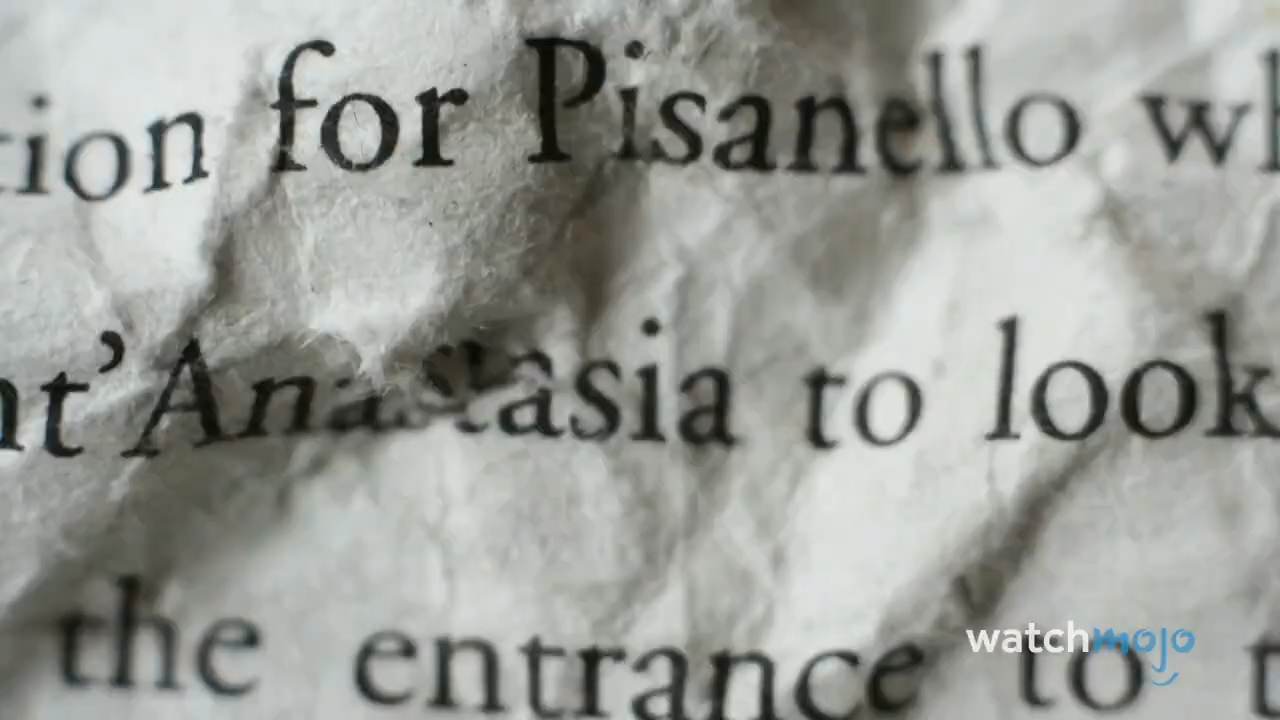 tion for Pisanello wh
nt'Anastasia to look
the entrance to t
watchmojo